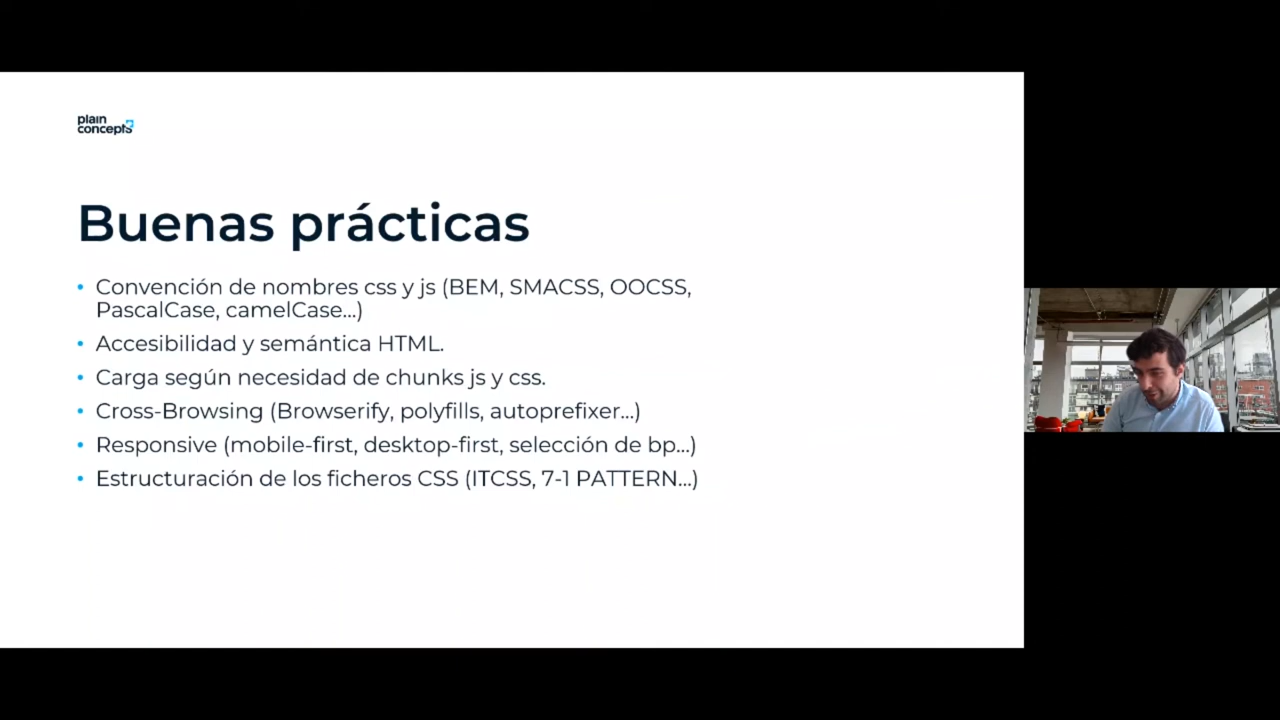 plain
concepts
Buenas prácticas
• Convención de nombres css y js (BEM, SMACSS, OOCSS,
PascalCase, camelCase...)
• Accesibilidad y semántica HTML.
• Carga según necesidad de chunks js y css.
• Cross-Browsing (Browserify, polyfills, autoprefixer...)
• Responsive (mobile-first, desktop-first, selección de bp...)
• Estructuración de los ficheros CSS (ITCSS, 7-1 PATTERN...)